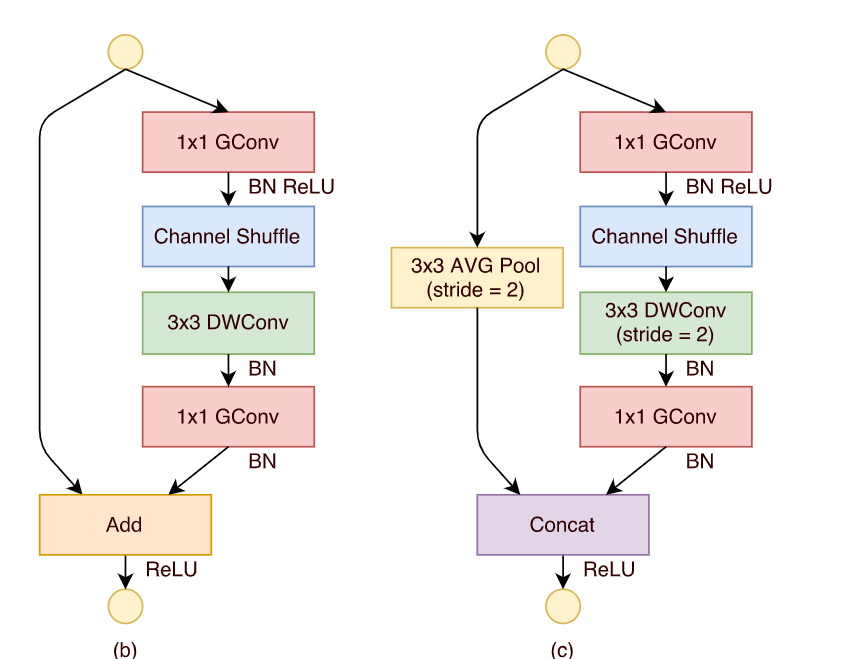 1x1 GConv
BN ReLU
Channel Shuffle
3x3 DWConv
BN
1x1 GConv
BN
Add
ReLU
(b)
1x1 GConv
BN ReLU
Channel Shuffle
3x3 AVG Pool
(stride = 2)
3x3 DWConv
(stride = 2)
BN
1x1 GConv
BN
Concat
ReLU
(c)